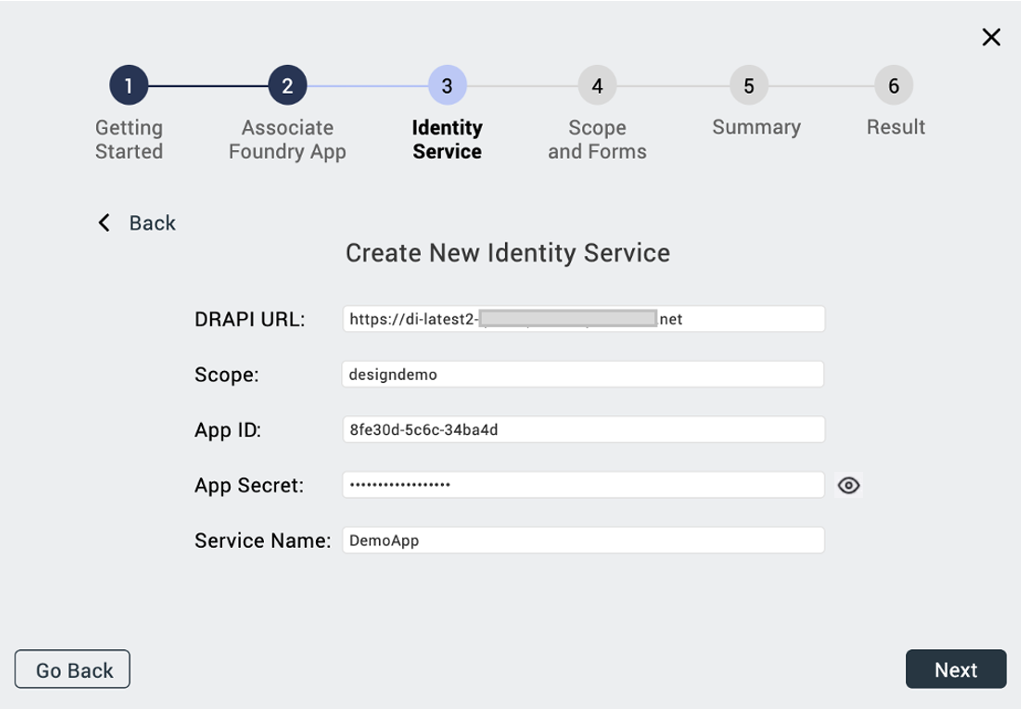 1
2
3
4
5
6
Getting
Started
Associate
Foundry App
Identity
Service
Scope
and Forms
Summary
Result
Back
Create New Identity Service
DRAPI URL:
https://di-latest2-
net
Scope:
designdemo
App ID:
8fe30d-5c6c-34ba4d
App Secret:
••••••••••••••••••
Service Name:
DemoApp
Go Back
Next